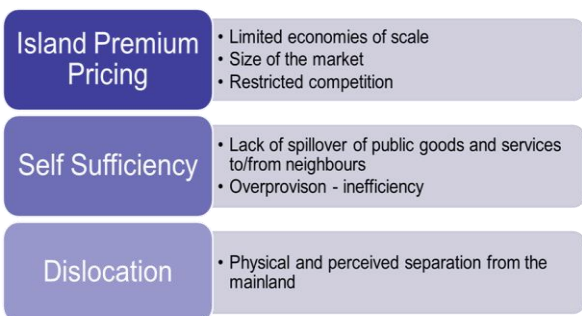 Island Premium
Pricing
• Limited economies of scale
• Size of the market
• Restricted competition
Self Sufficiency
• Lack of spillover of public goods and services
to/from neighbours
• Overprovison - inefficiency
Dislocation
• Physical and perceived separation from the
mainland